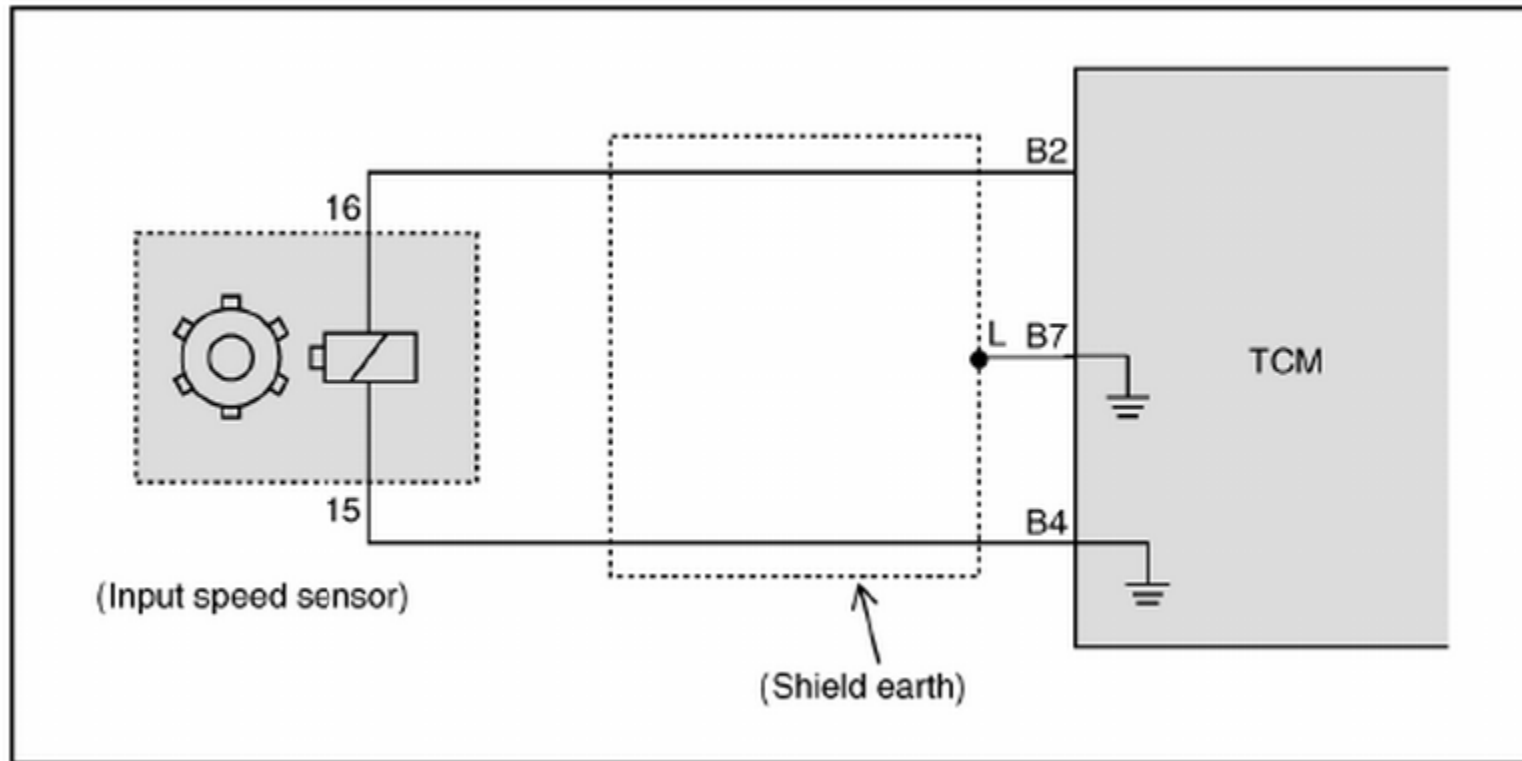 B2
16
L B7
TCM
15
B4
(Input speed sensor)
(Shield earth)